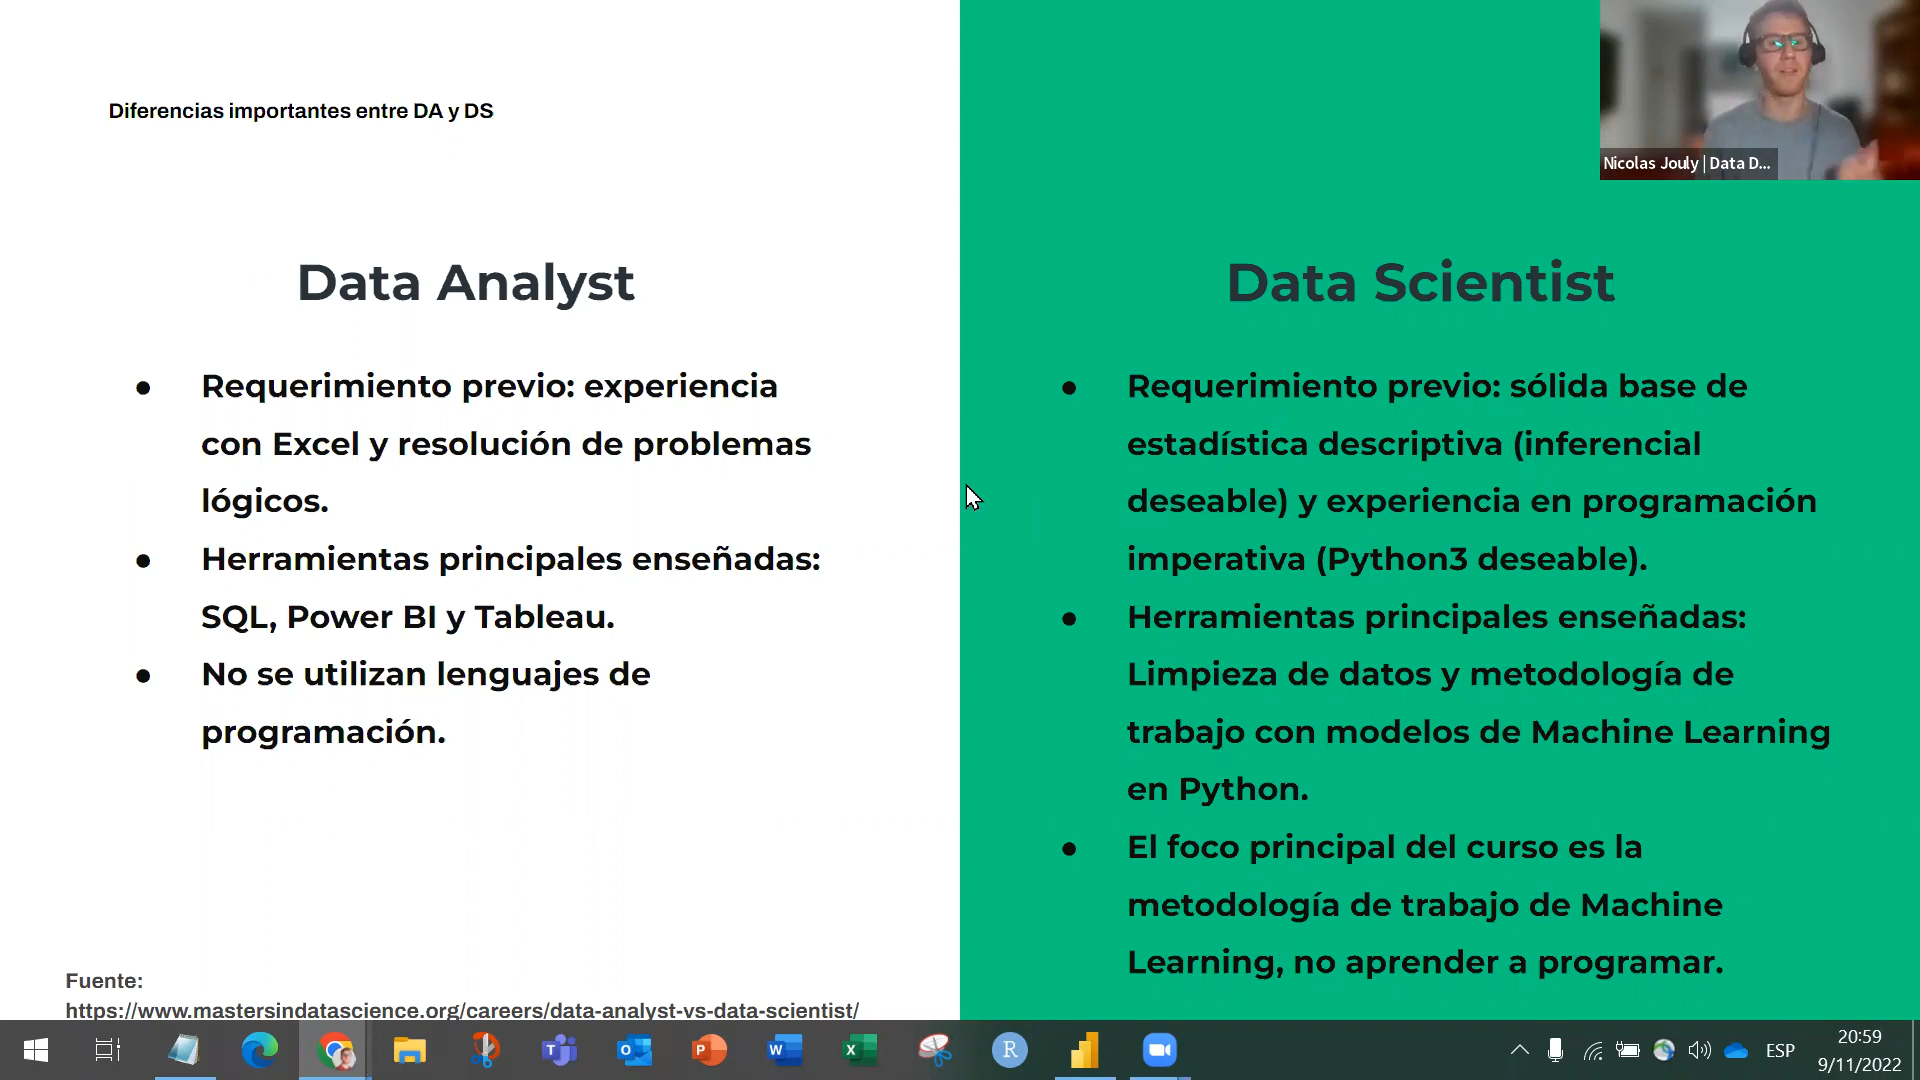 Diferencias importantes entre DA y DS
Nicolas Jouly | Data D...
Data Analyst
● Requerimiento previo: experiencia
con Excel y resolución de problemas
lógicos.
● Herramientas principales enseñadas:
SQL, Power BI y Tableau.
● No se utilizan lenguajes de
programación.
Fuente:
https://www.mastersindatascience.org/careers/data-analyst-vs-data-scientist/
Data Scientist
● Requerimiento previo: sólida base de
estadística descriptiva (inferencial
deseable) y experiencia en programación
imperativa (Python3 deseable).
● Herramientas principales enseñadas:
Limpieza de datos y metodología de
trabajo con modelos de Machine Learning
en Python.
● El foco principal del curso es la
metodología de trabajo de Machine
Learning, no aprender a programar.
ESP
20:59
9/11/2022